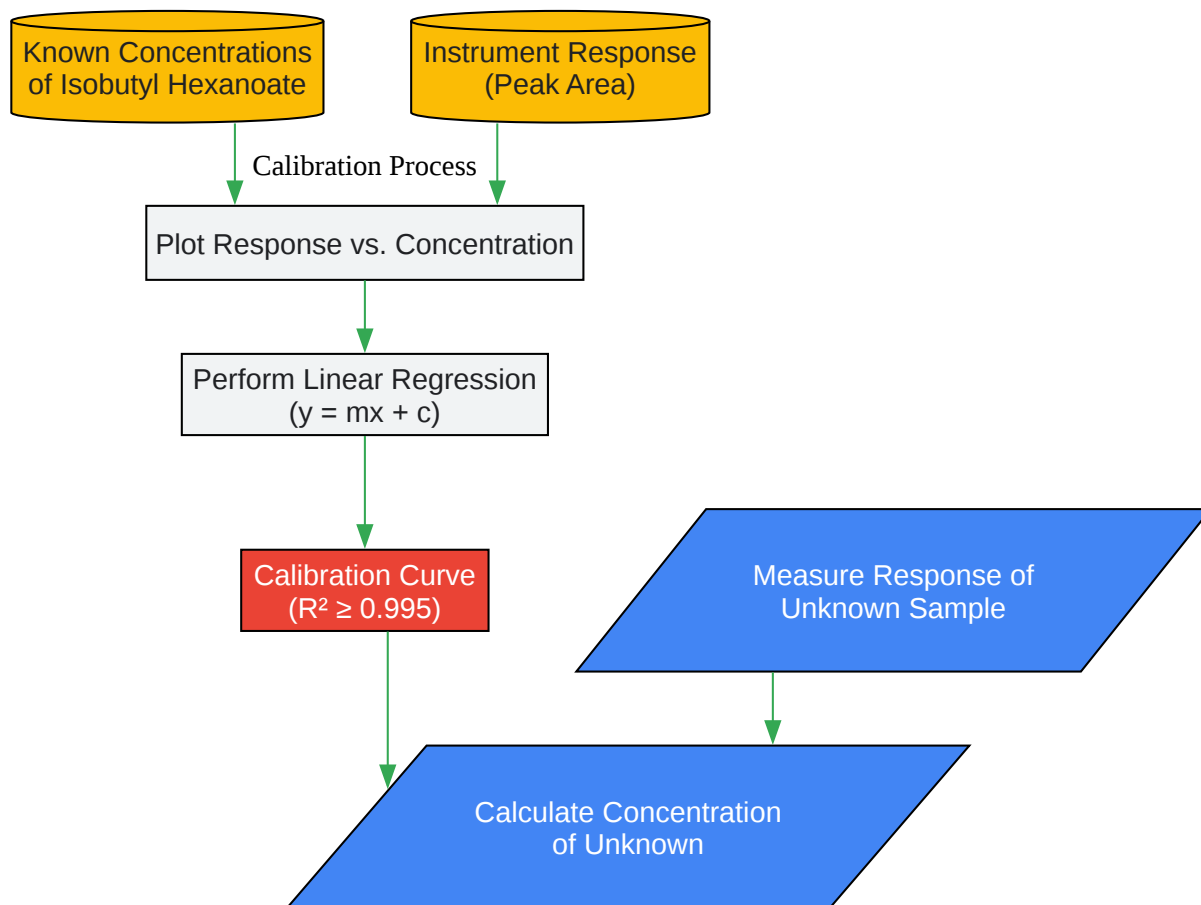 Known Concentrations
of Isobutyl Hexanoate
Instrument Response
(Peak Area)
Calibration Process
Plot Response vs. Concentration
Perform Linear Regression
(y = mx + c)
Calibration Curve
(R² ≥ 0.995)
Measure Response of
Unknown Sample
Calculate Concentration
of Unknown